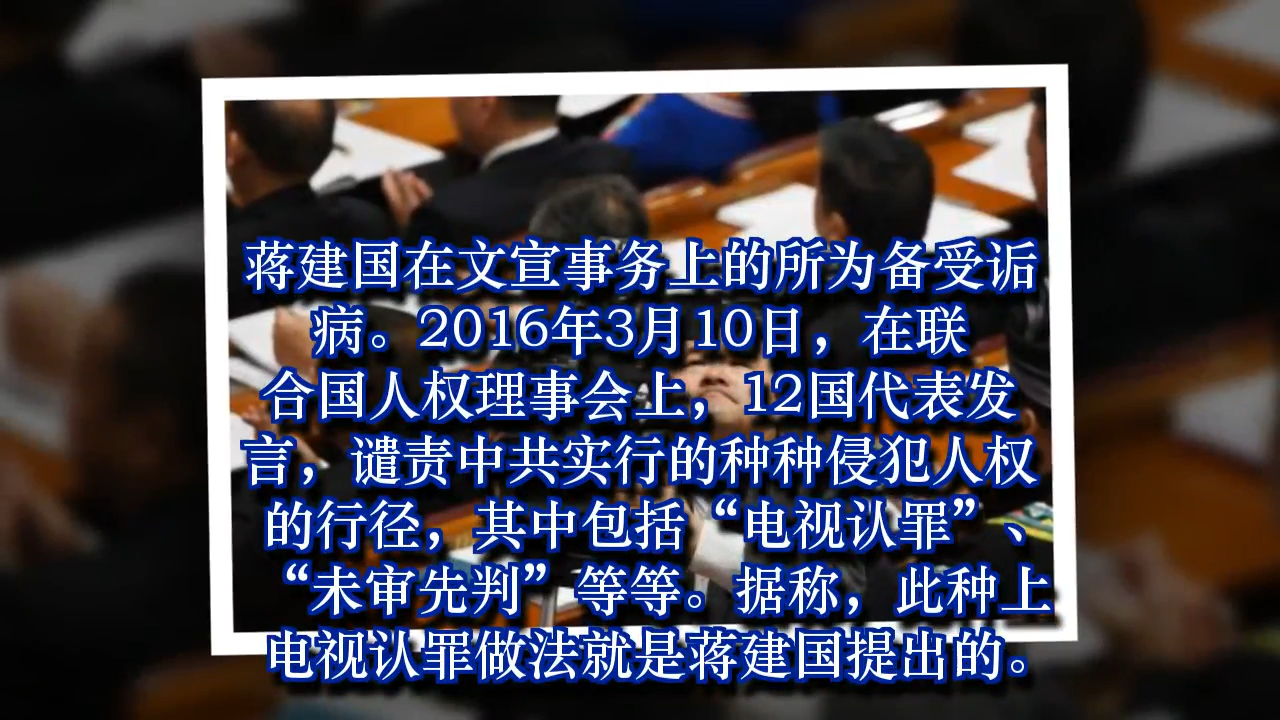 蒋建国在文宣事务上的所为备受诟
病。2016年3月10日，在联
合国人权理事会上，12国代表发
言，谴责中共实行的种种侵犯人权
的行径，其中包括“电视认罪”、
“未审先判”等等。据称，此种上
电视认罪做法就是蒋建国提出的。